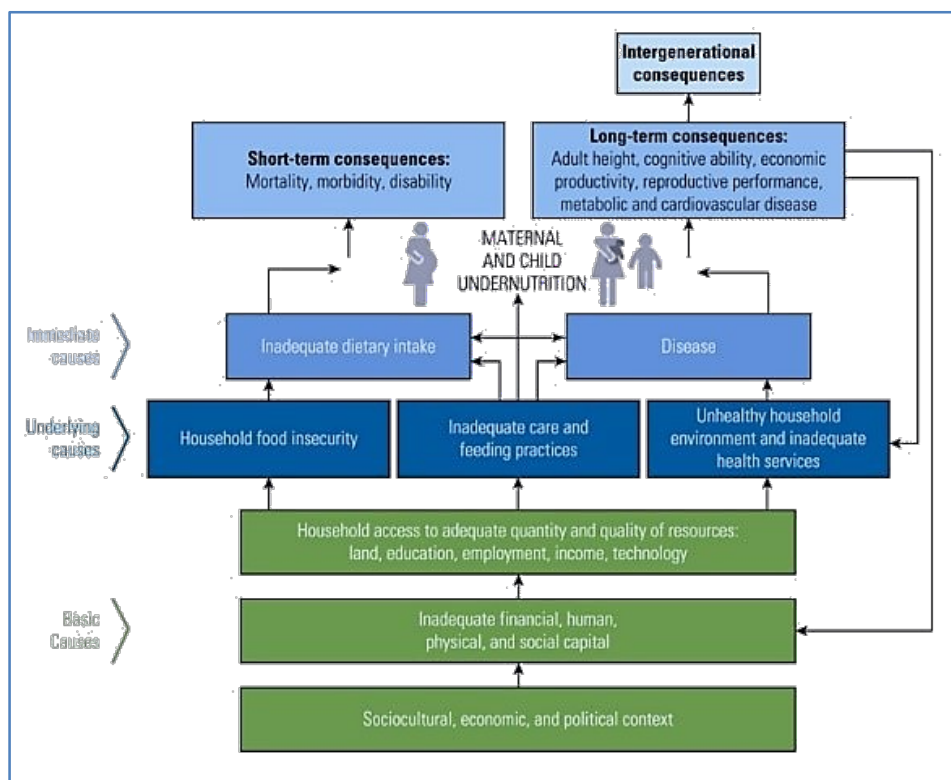 Intergenerational
consequences
Short-term consequences:
Mortality, morbidity, disability
Long-term consequences:
Adult height, cognitive ability, economic
productivity, reproductive performance,
metabolic and cardiovascular disease
MATERNAL
AND CHILD
UNDERNUTRITION
Immediate
causes
Inadequate dietary intake
Disease
Underlying
causes
Household food insecurity
Inadequate care and
feeding practices
Unhealthy household
environment and inadequate
health services
Household access to adequate quantity and quality of resources:
land, education, employment, income, technology
Basic
Causes
Inadequate financial, human,
physical, and social capital
Sociocultural, economic, and political context